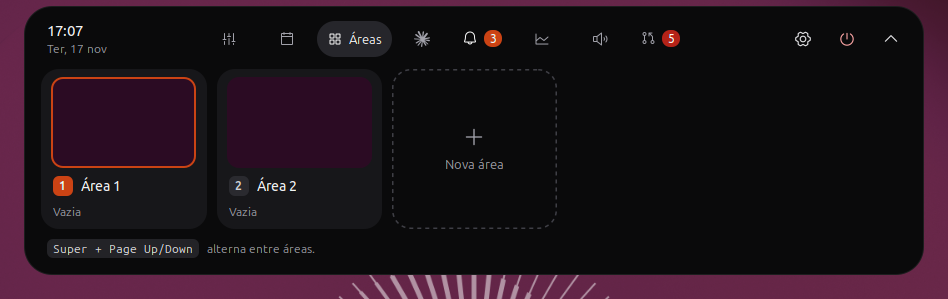 17:07
Ter, 17 nov
Áreas
3
5
1 Área 1
Vazia
2 Área 2
Vazia
Nova área
Super + Page Up/Down alterna entre áreas.